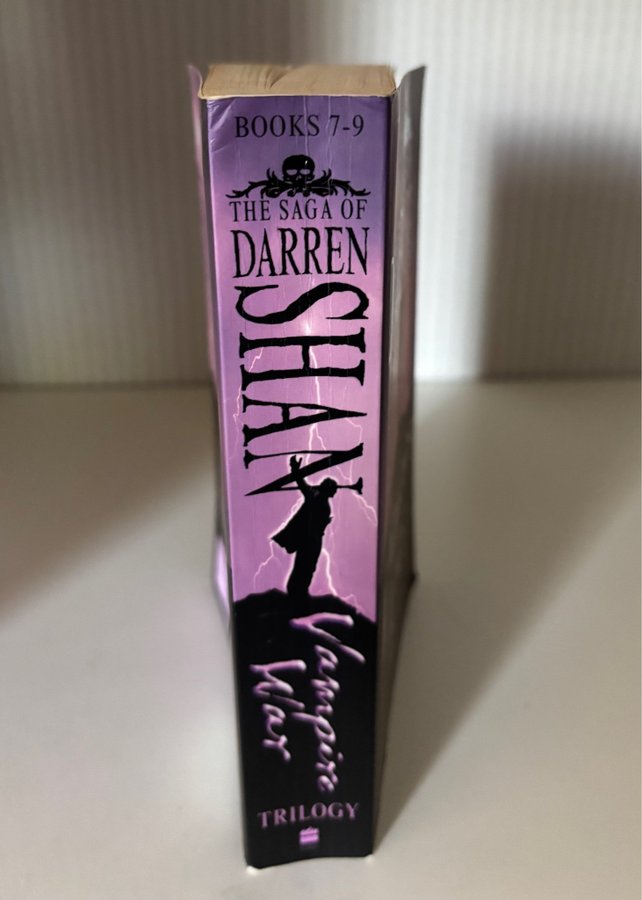 BOOKS 7-9
THE SAGA OF
DARREN
SHAN
Vampire
War
TRILOGY